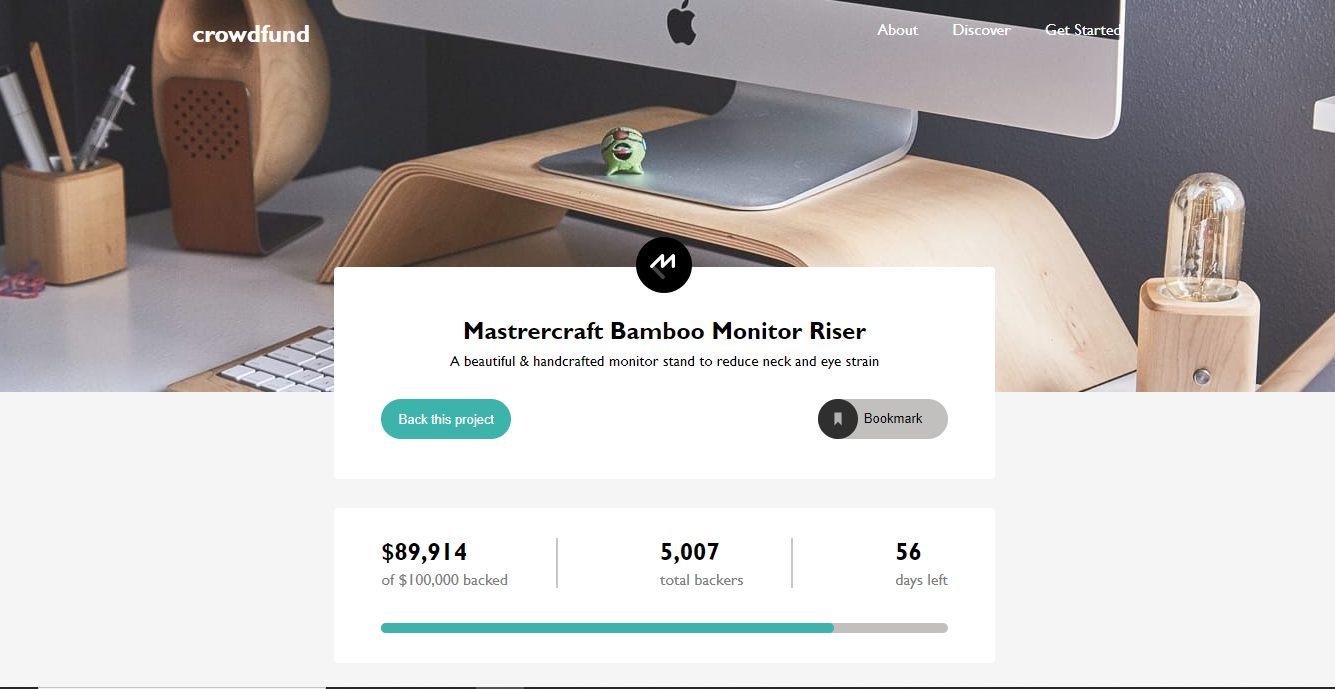 crowdfund
About Discover Get Started
Mastrercraft Bamboo Monitor Riser
A beautiful & handcrafted monitor stand to reduce neck and eye strain
Back this project
Bookmark
$89,914
of $100,000 backed
5,007
total backers
56
days left